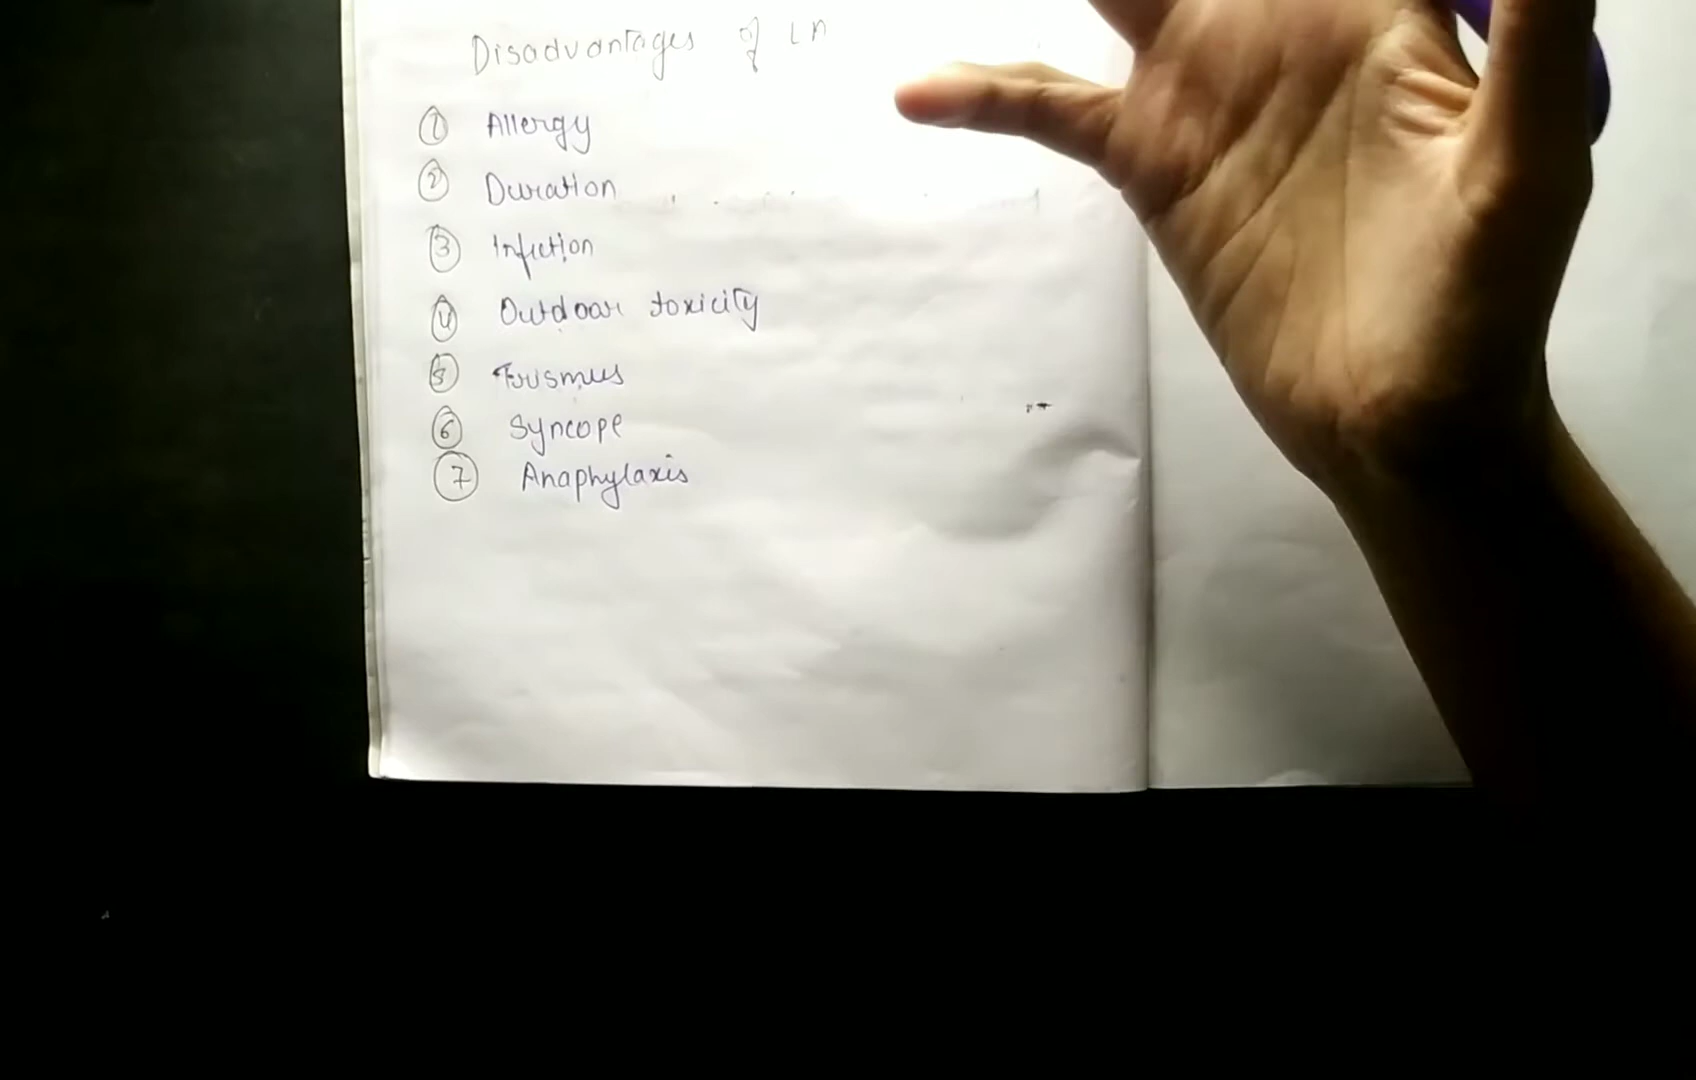 Disadvantages of LA
① Allergy
② Duration
③ Infection
④ Outdoor toxicity
⑤ Trismus
⑥ Syncope
⑦ Anaphylaxis